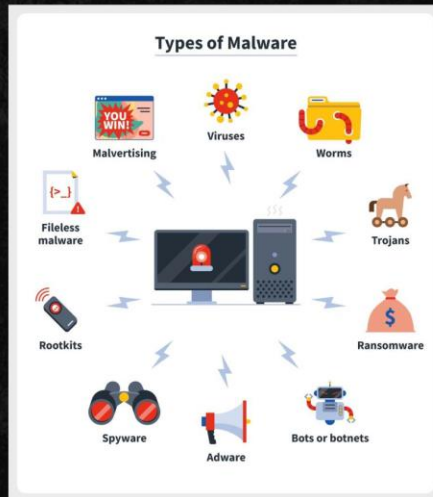 Types of Malware
YOU
WIN!
Malvertising
Viruses
Worms
{>_}
Fileless
malware
Trojans
Rootkits
$
Ransomware
Spyware
Adware
Bots or botnets